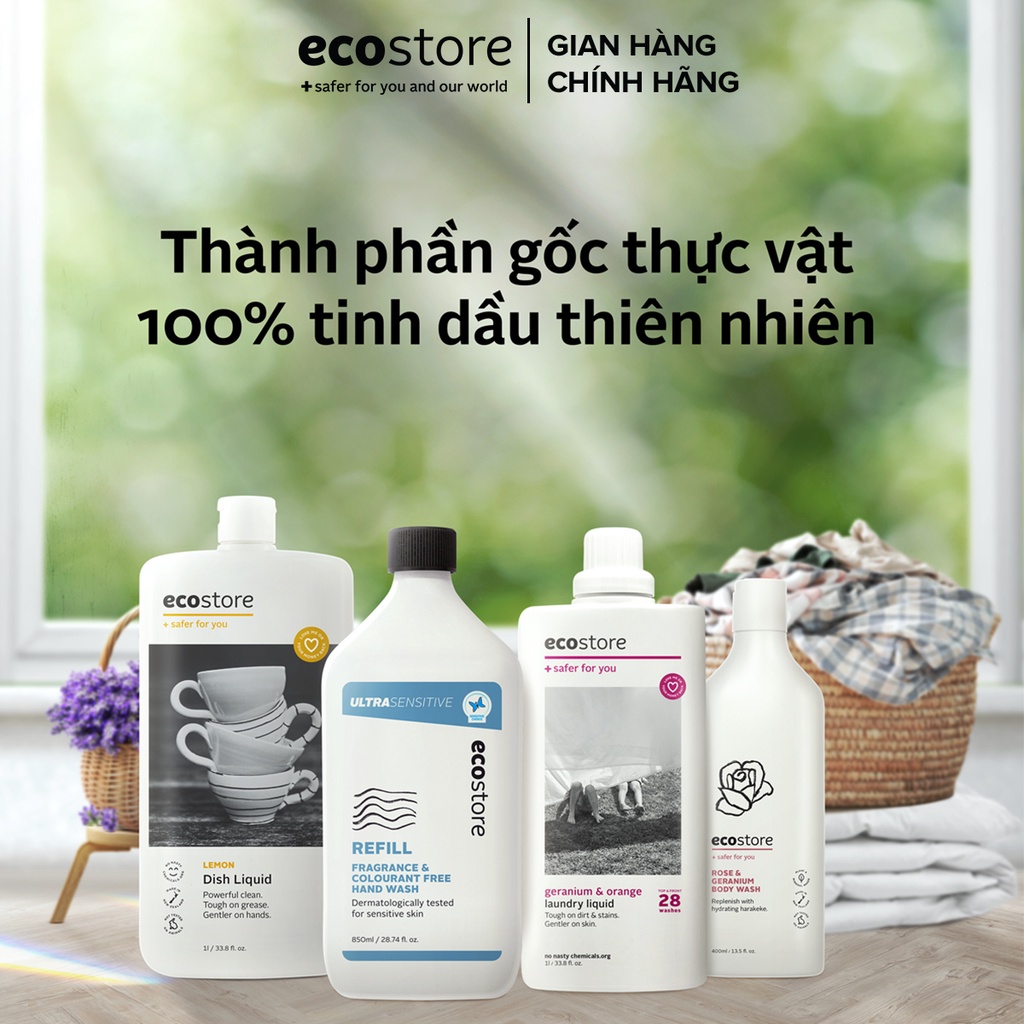 ecostore
+ safer for you and our world
GIAN HÀNG
CHÍNH HÃNG
Thành phần gốc thực vật
100% tinh dầu thiên nhiên
ecostore
+ safer for you
LEMON
Dish Liquid
Powerful clean.
Tough on grease.
Gentler on hands.
1l / 33.8 fl. oz.
ULTRASENSITIVE
ecostore
REFILL
FRAGRANCE &
COLOURANT FREE
HAND WASH
Dermatologically tested
for sensitive skin
850ml / 28.74 fl. oz.
ecostore
+ safer for you
geranium & orange
laundry liquid
Tough on dirt & stains.
Gentler on skin.
TOP & FRONT
28
washes
no nasty chemicals.org
1l / 33.8 fl. oz.
ecostore
+ safer for you
ROSE &
GERANIUM
BODY WASH
Replenish with
hydrating harakeke.
400ml / 13.5 fl. oz.